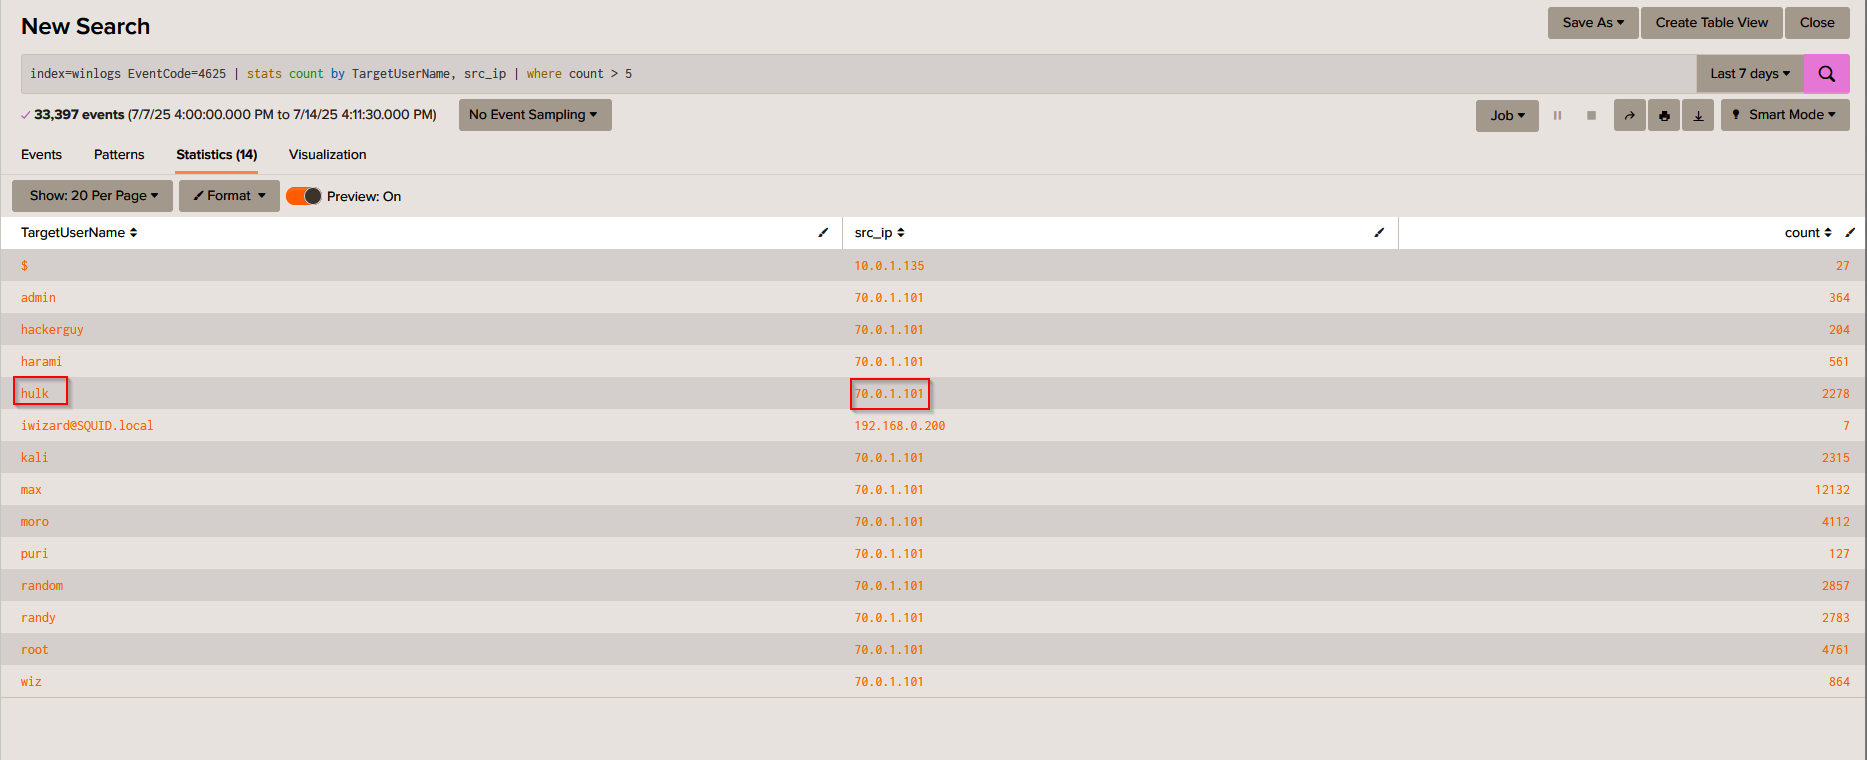 New Search
Save As
Create Table View
Close
index=winlogs EventCode=4625 | stats count by TargetUserName, src_ip | where count > 5
Last 7 days
33,397 events (7/7/25 4:00:00.000 PM to 7/14/25 4:11:30.000 PM)
No Event Sampling
Job
Smart Mode
Events
Patterns
Statistics (14)
Visualization
Show: 20 Per Page
Format
Preview: On
TargetUserName src_ip count
$ 10.0.1.135 27
admin 70.0.1.101 364
hackerguy 70.0.1.101 204
harami 70.0.1.101 561
hulk 70.0.1.101 2278
iwizard@SQUID.local 192.168.0.200 7
kali 70.0.1.101 2315
max 70.0.1.101 12132
moro 70.0.1.101 4112
puri 70.0.1.101 127
random 70.0.1.101 2857
randy 70.0.1.101 2783
root 70.0.1.101 4761
wiz 70.0.1.101 864